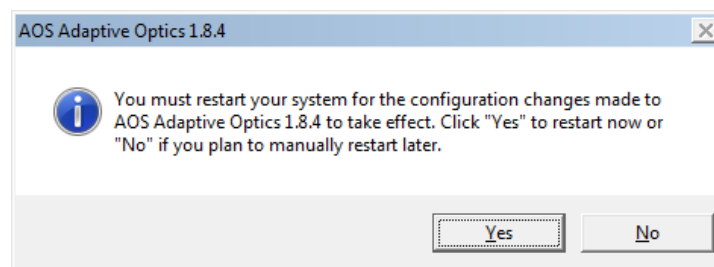 AOS Adaptive Optics 1.8.4
You must restart your system for the configuration changes made to
AOS Adaptive Optics 1.8.4 to take effect. Click "Yes" to restart now or
"No" if you plan to manually restart later.
Yes
No